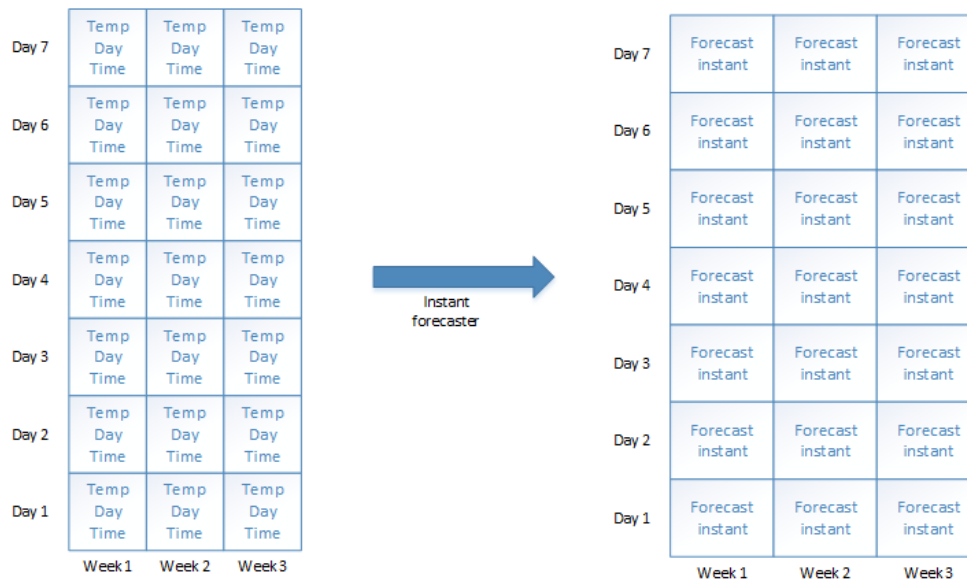 Day 7
Temp Temp Temp
Day Day Day
Time Time Time
Day 6
Temp Temp Temp
Day Day Day
Time Time Time
Day 5
Temp Temp Temp
Day Day Day
Time Time Time
Day 4
Temp Temp Temp
Day Day Day
Time Time Time
Day 3
Temp Temp Temp
Day Day Day
Time Time Time
Day 2
Temp Temp Temp
Day Day Day
Time Time Time
Day 1
Temp Temp Temp
Day Day Day
Time Time Time
Week 1 Week 2 Week 3
Instant
forecaster
Day 7
Forecast Forecast Forecast
instant instant instant
Day 6
Forecast Forecast Forecast
instant instant instant
Day 5
Forecast Forecast Forecast
instant instant instant
Day 4
Forecast Forecast Forecast
instant instant instant
Day 3
Forecast Forecast Forecast
instant instant instant
Day 2
Forecast Forecast Forecast
instant instant instant
Day 1
Forecast Forecast Forecast
instant instant instant
Week 1 Week 2 Week 3